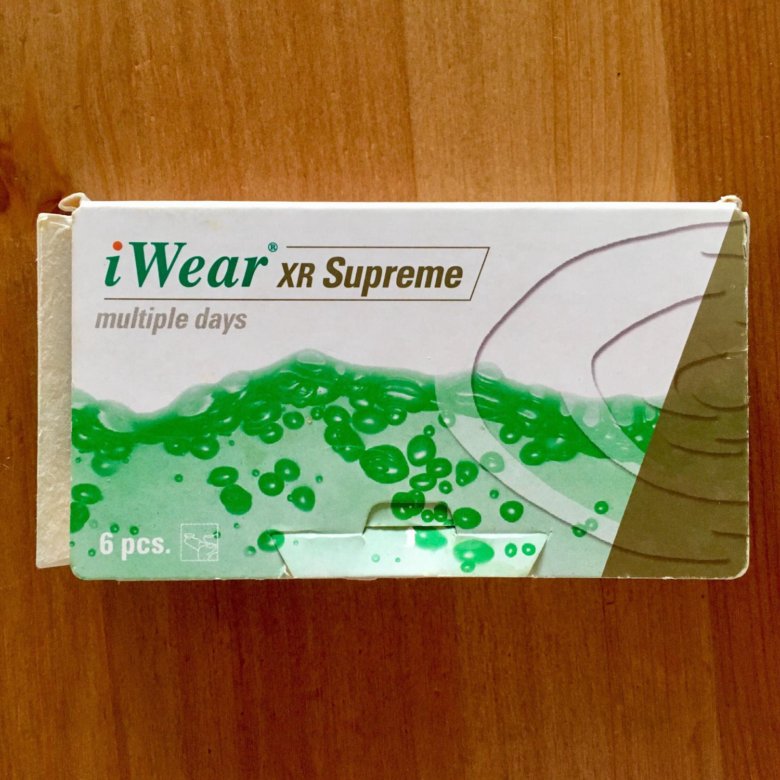 iWear® XR Supreme
multiple days
6 pcs.